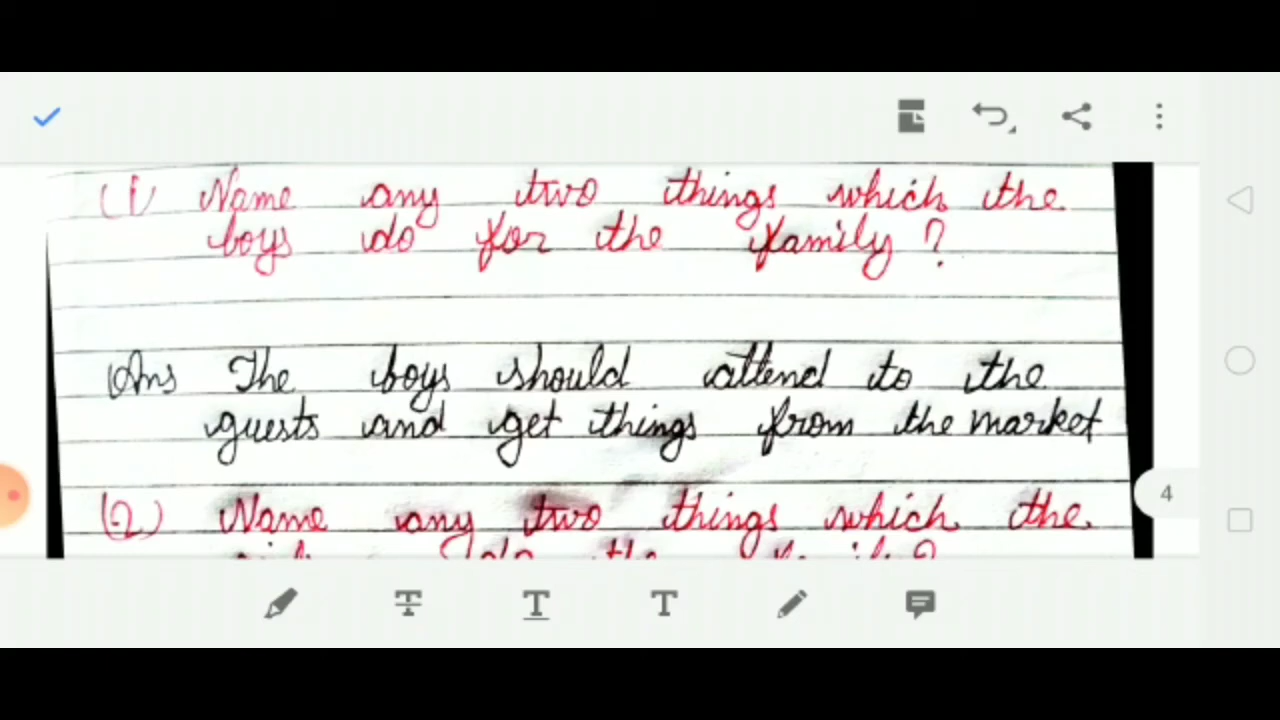 (1) Name any two things which the
boys do for the family?
Ans The boys should attend to the
guests and get things from the market
(2) Name any two things which the
4
T
T
T